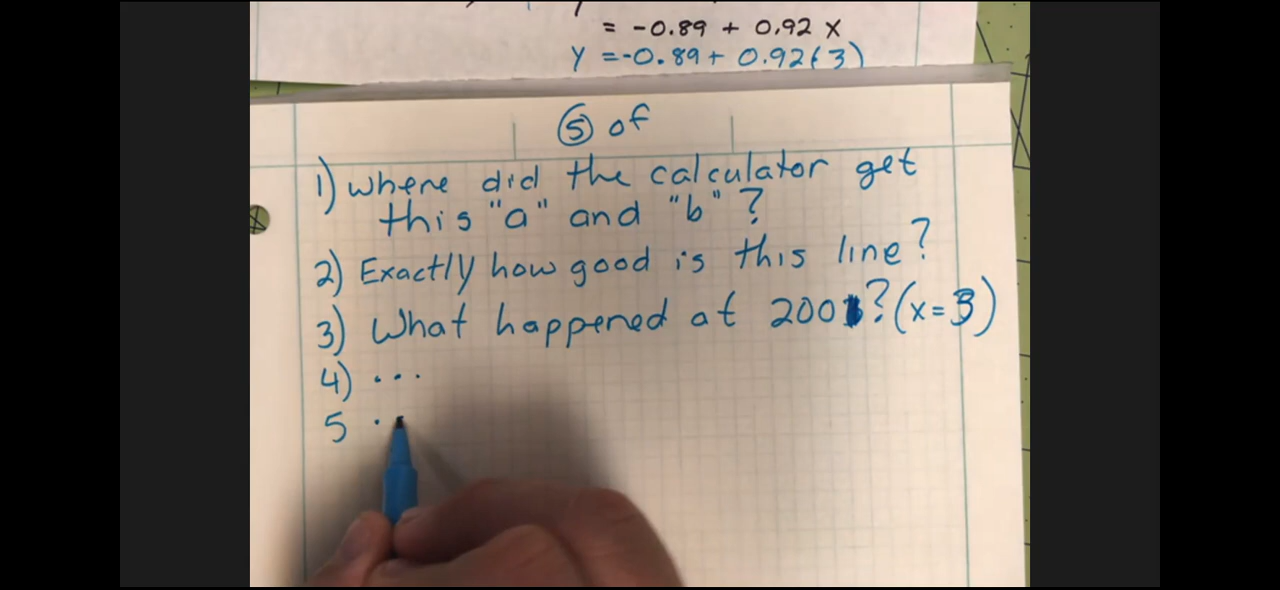 = -0.89 + 0.92 x
y = -0.89 + 0.92(3)
⑤ of
1) where did the calculator get
this "a" and "b"?
2) Exactly how good is this line?
3) What happened at 200 ? (x=3)
4) ...
5 ..